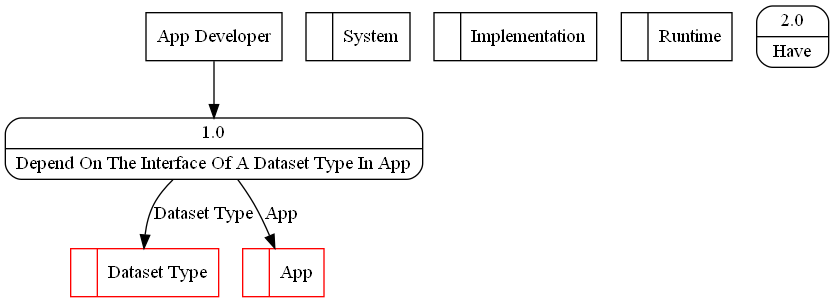 App Developer
System
Implementation
Runtime
2.0
Have
1.0
Depend On The Interface Of A Dataset Type In App
Dataset Type
App
Dataset Type
App